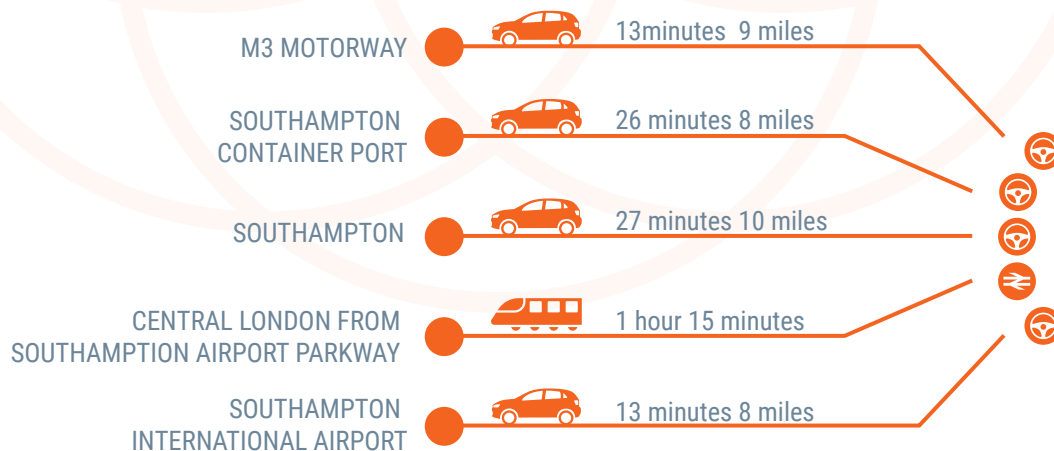 M3 MOTORWAY
13minutes 9 miles
SOUTHAMPTON
CONTAINER PORT
26 minutes 8 miles
SOUTHAMPTON
27 minutes 10 miles
CENTRAL LONDON FROM
SOUTHAMPTION AIRPORT PARKWAY
1 hour 15 minutes
SOUTHAMPTON
INTERNATIONAL AIRPORT
13 minutes 8 miles